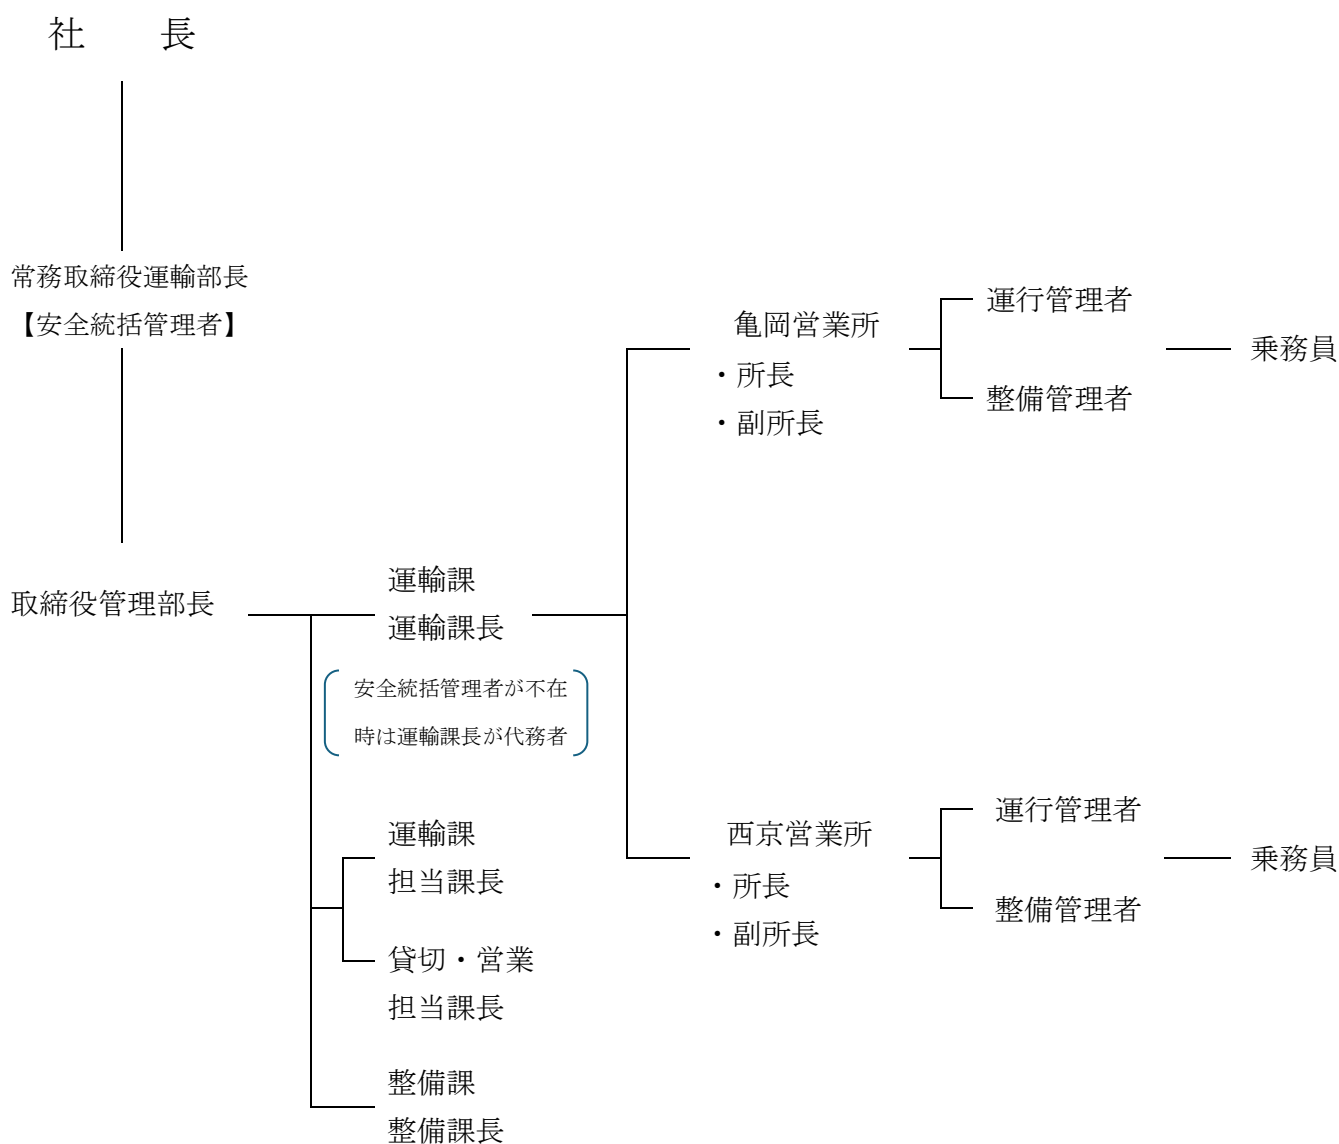 社　長
常務取締役運輸部長
【安全統括管理者】
取締役管理部長
運輸課
運輸課長
安全統括管理者が不在
時は運輸課長が代務者
運輸課
担当課長
貸切・営業
担当課長
整備課
整備課長
亀岡営業所
・所長
・副所長
運行管理者
整備管理者
乗務員
西京営業所
・所長
・副所長
運行管理者
整備管理者
乗務員